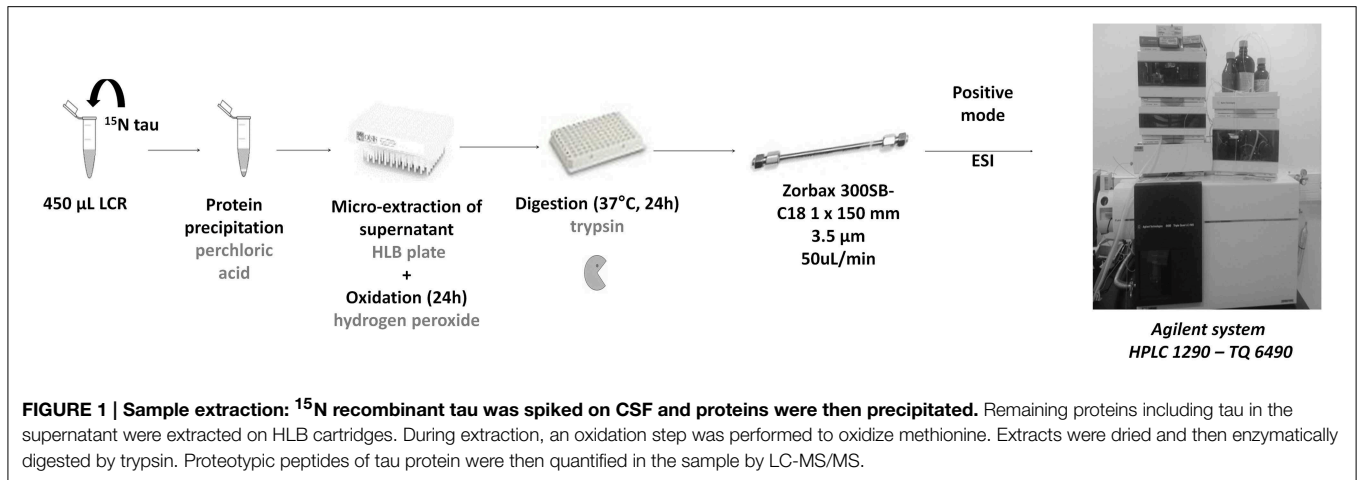 ¹⁵N tau
450 µL LCR
Protein
precipitation
perchloric
acid
Micro-extraction of
supernatant
HLB plate
+
Oxidation (24h)
hydrogen peroxide
Digestion (37°C, 24h)
trypsin
Zorbax 300SB-
C18 1 x 150 mm
3.5 µm
50uL/min
Positive
mode
ESI
Agilent system
HPLC 1290 – TQ 6490
FIGURE 1 | Sample extraction: ¹⁵N recombinant tau was spiked on CSF and proteins were then precipitated. Remaining proteins including tau in the
supernatant were extracted on HLB cartridges. During extraction, an oxidation step was performed to oxidize methionine. Extracts were dried and then enzymatically
digested by trypsin. Proteotypic peptides of tau protein were then quantified in the sample by LC-MS/MS.